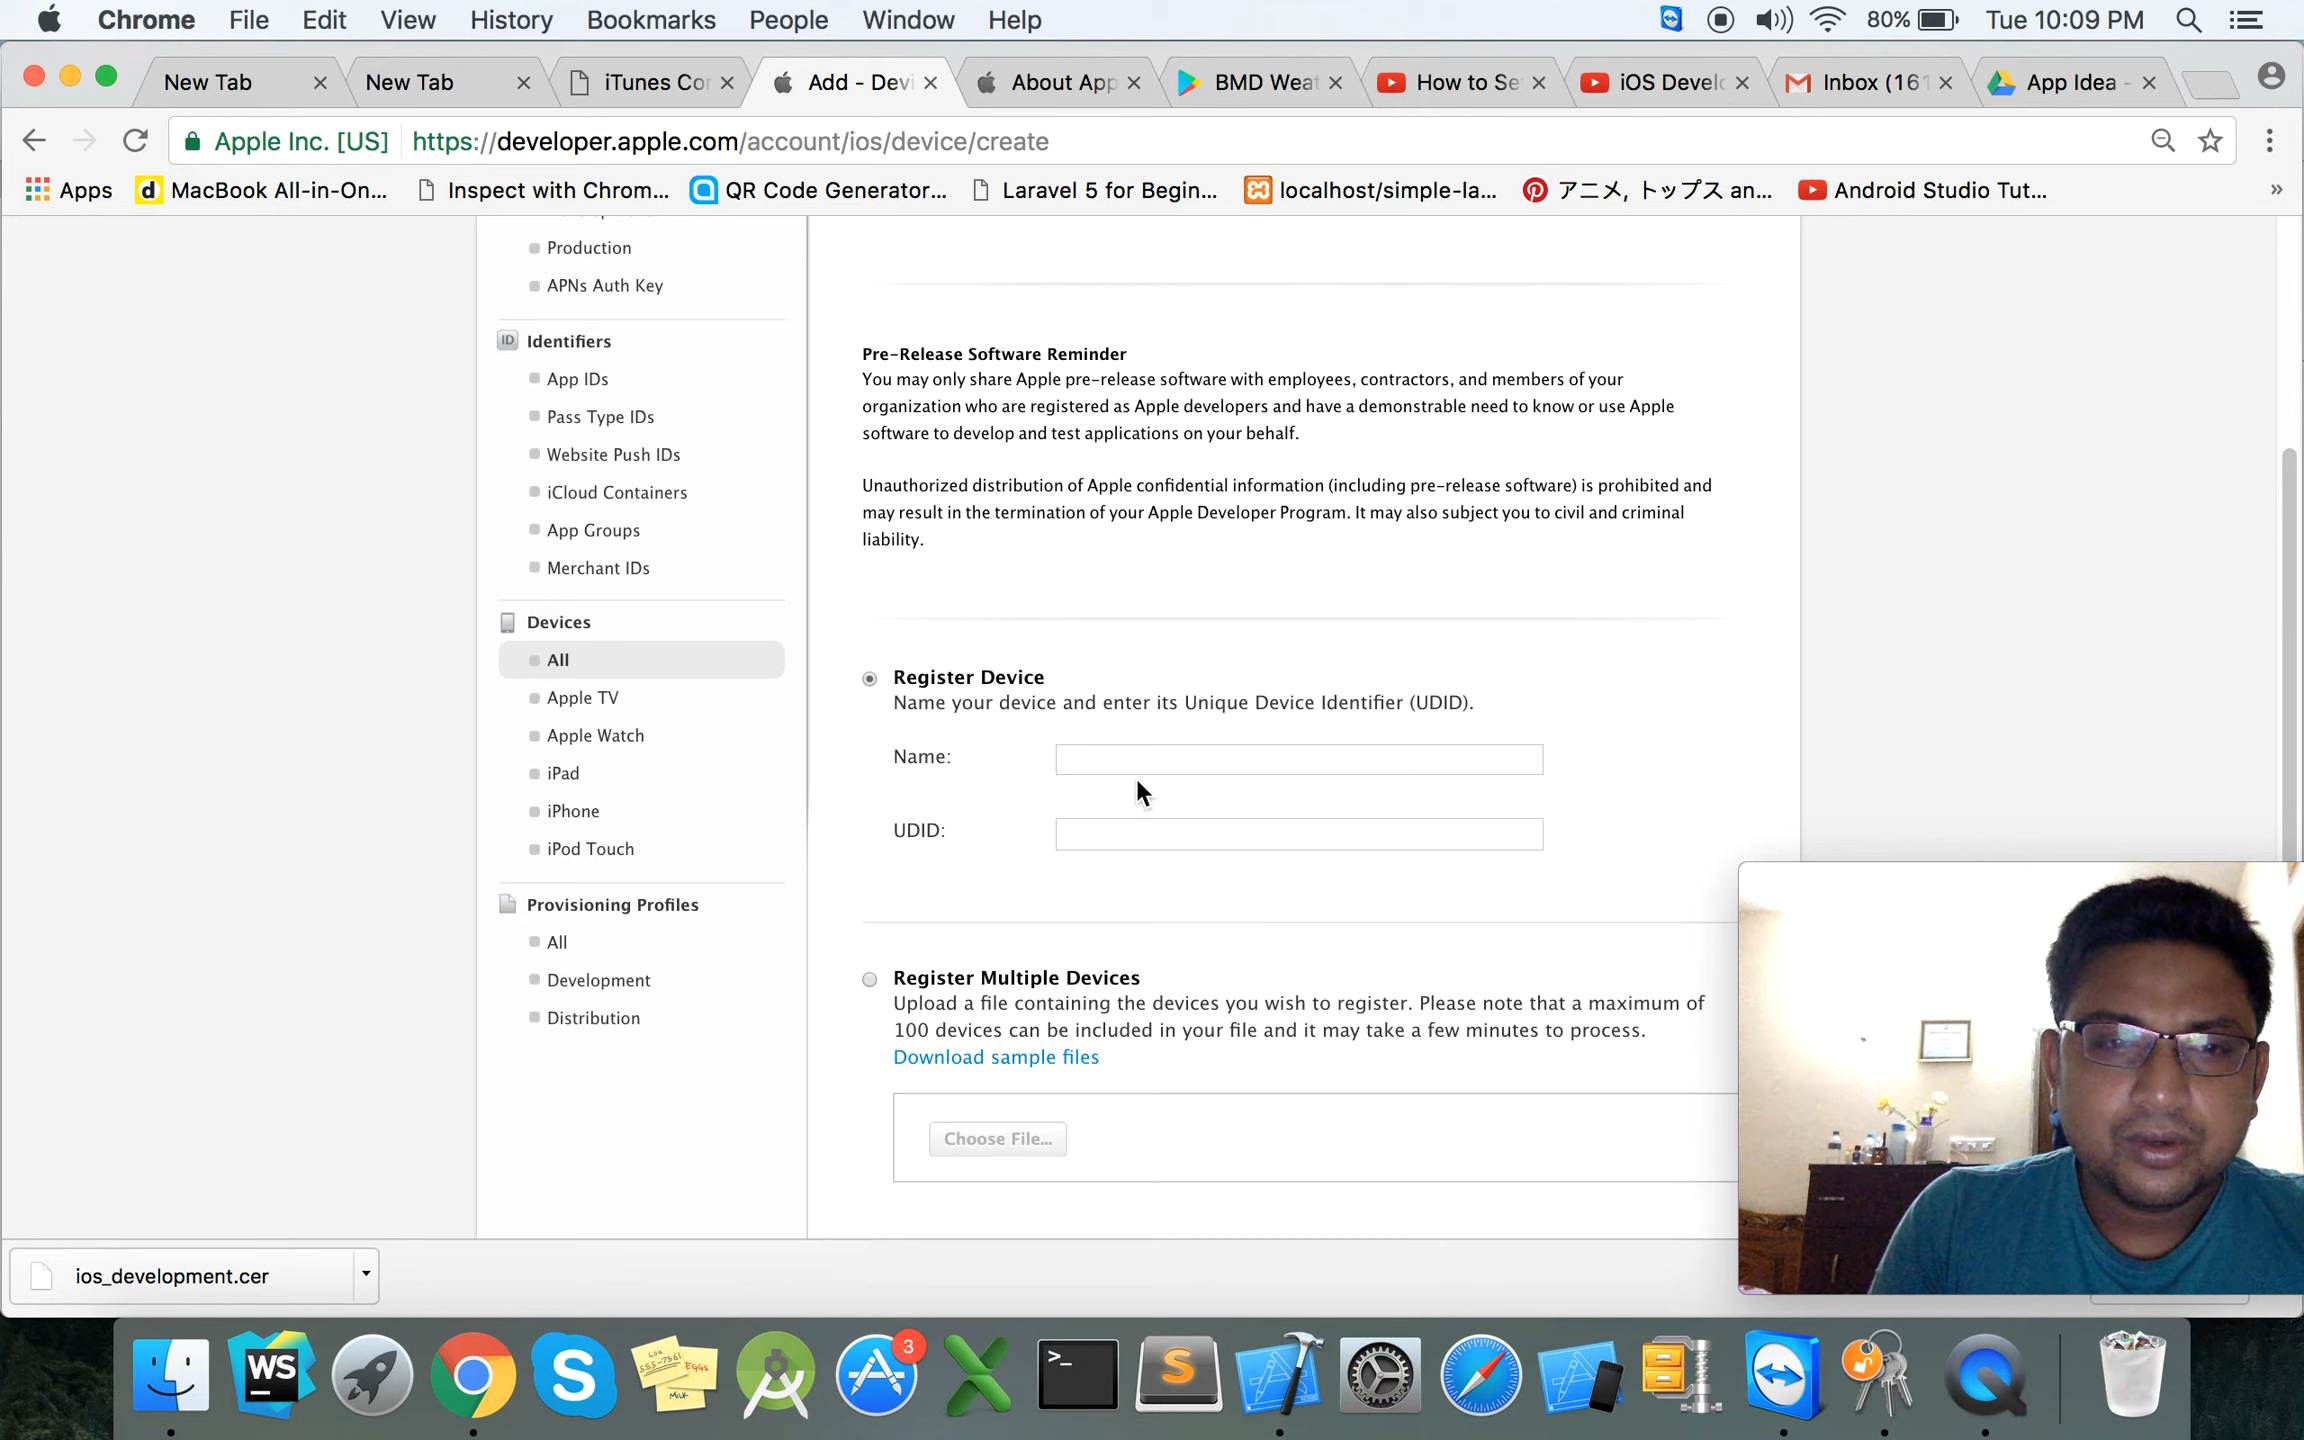 Chrome File Edit View History Bookmarks People Window Help 80% Tue 10:09 PM
New Tab New Tab iTunes Co Add - Devi About App BMD Weat How to Se iOS Develo Inbox (161 App Idea -
Apple Inc. [US] https://developer.apple.com/account/ios/device/create
Apps MacBook All-in-On... Inspect with Chrom... QR Code Generator... Laravel 5 for Begin... localhost/simple-la... アニメ, トップス an... Android Studio Tut... »
Production
APNs Auth Key
ID Identifiers
App IDs
Pass Type IDs
Website Push IDs
iCloud Containers
App Groups
Merchant IDs
Devices
All
Apple TV
Apple Watch
iPad
iPhone
iPod Touch
Provisioning Profiles
All
Development
Distribution
Pre-Release Software Reminder
You may only share Apple pre-release software with employees, contractors, and members of your
organization who are registered as Apple developers and have a demonstrable need to know or use Apple
software to develop and test applications on your behalf.
Unauthorized distribution of Apple confidential information (including pre-release software) is prohibited and
may result in the termination of your Apple Developer Program. It may also subject you to civil and criminal
liability.
Register Device
Name your device and enter its Unique Device Identifier (UDID).
Name:
UDID:
Register Multiple Devices
Upload a file containing the devices you wish to register. Please note that a maximum of
100 devices can be included in your file and it may take a few minutes to process.
Download sample files
Choose File...
ios_development.cer
WS
S
EGGS
MILK
3
>_
S